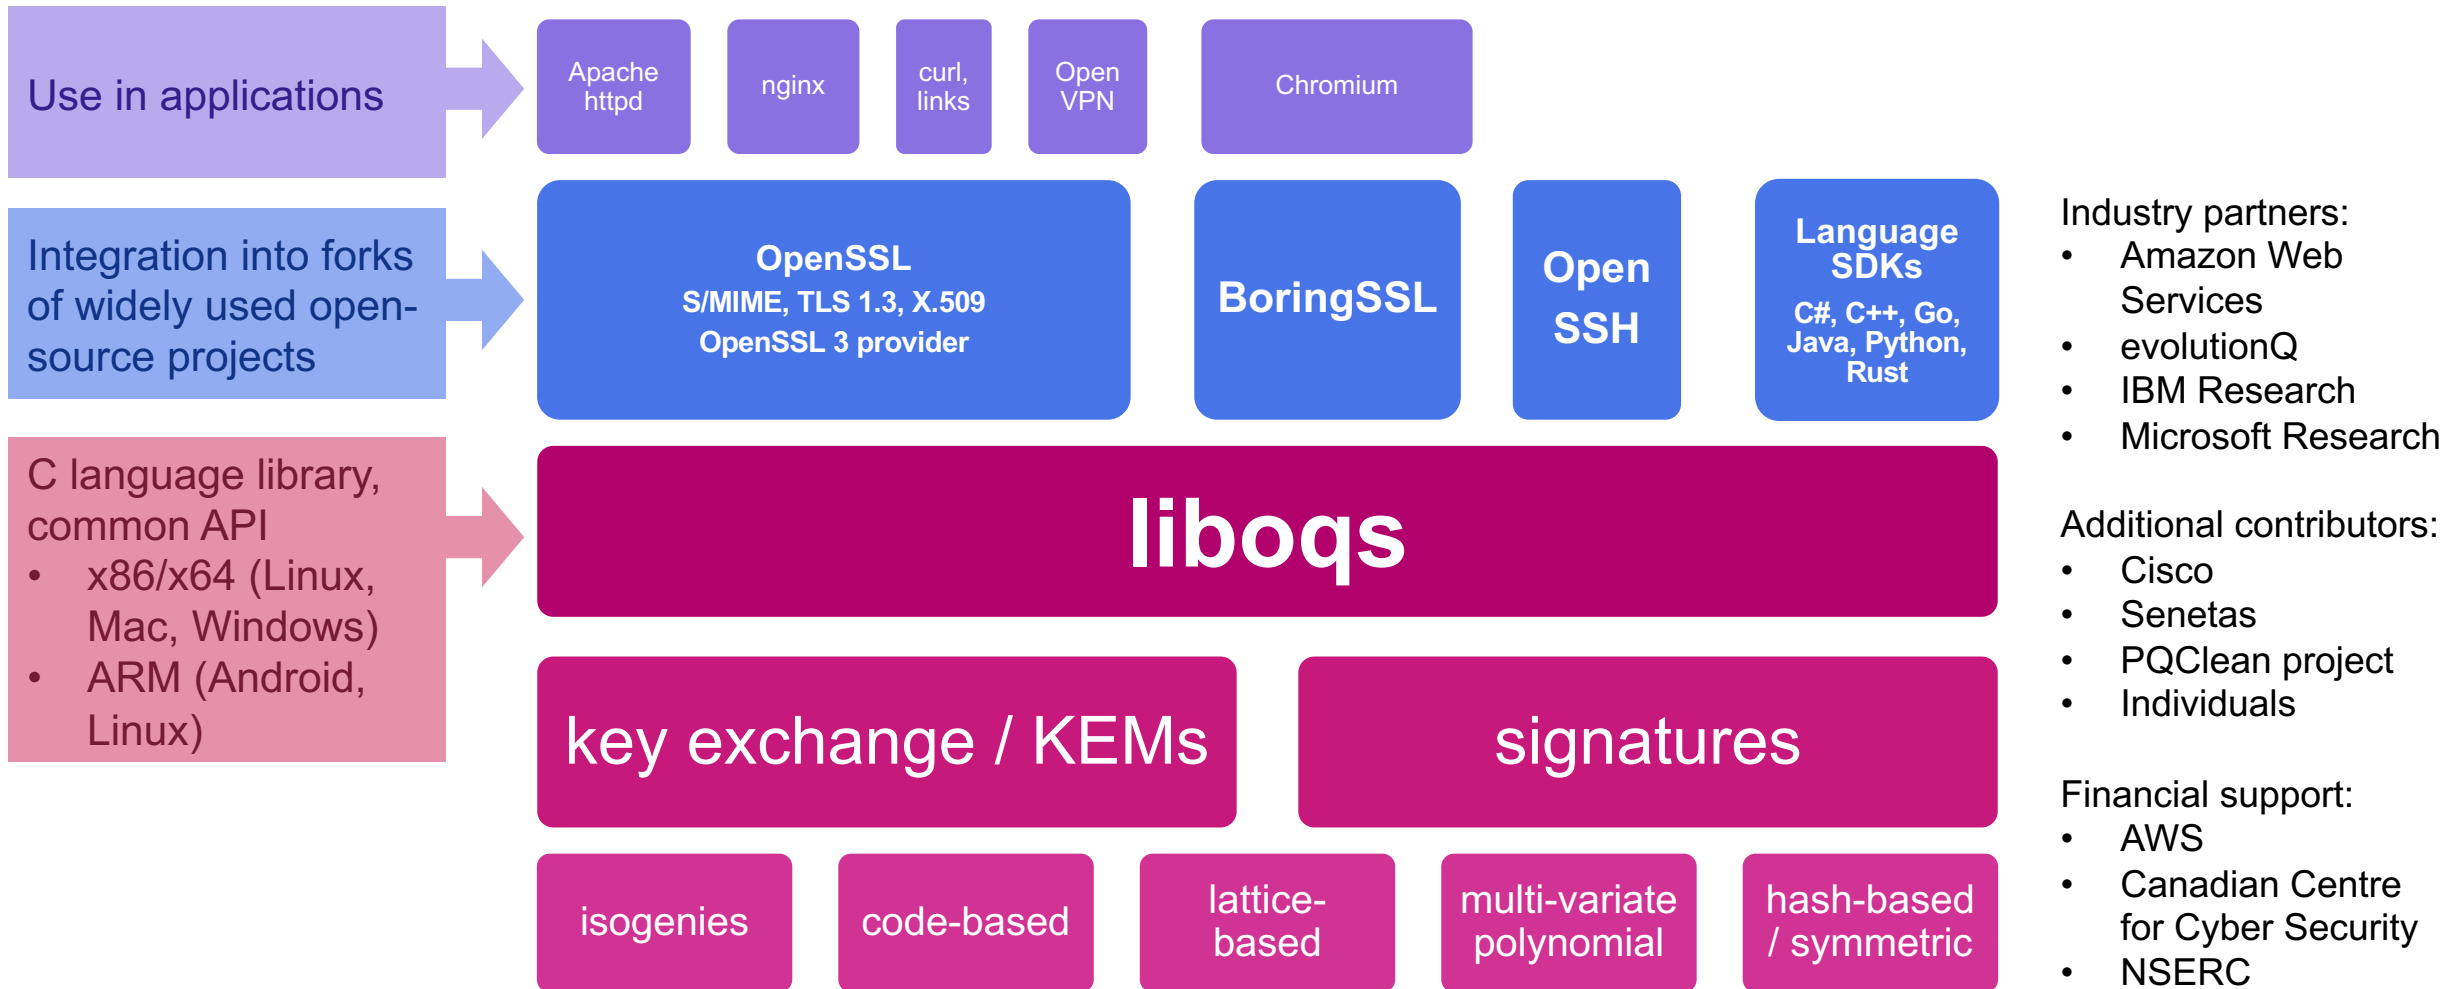 Use in applications
Apache
httpd
nginx
curl,
links
Open
VPN
Chromium
Integration into forks
of widely used open-
source projects
OpenSSL
S/MIME, TLS 1.3, X.509
OpenSSL 3 provider
BoringSSL
Open
SSH
Language
SDKs
C#, C++, Go,
Java, Python,
Rust
C language library,
common API
• x86/x64 (Linux,
Mac, Windows)
• ARM (Android,
Linux)
liboqs
key exchange / KEMs
signatures
isogenies
code-based
lattice-
based
multi-variate
polynomial
hash-based
/ symmetric
Industry partners:
• Amazon Web
Services
• evolutionQ
• IBM Research
• Microsoft Research
Additional contributors:
• Cisco
• Senetas
• PQClean project
• Individuals
Financial support:
• AWS
• Canadian Centre
for Cyber Security
• NSERC